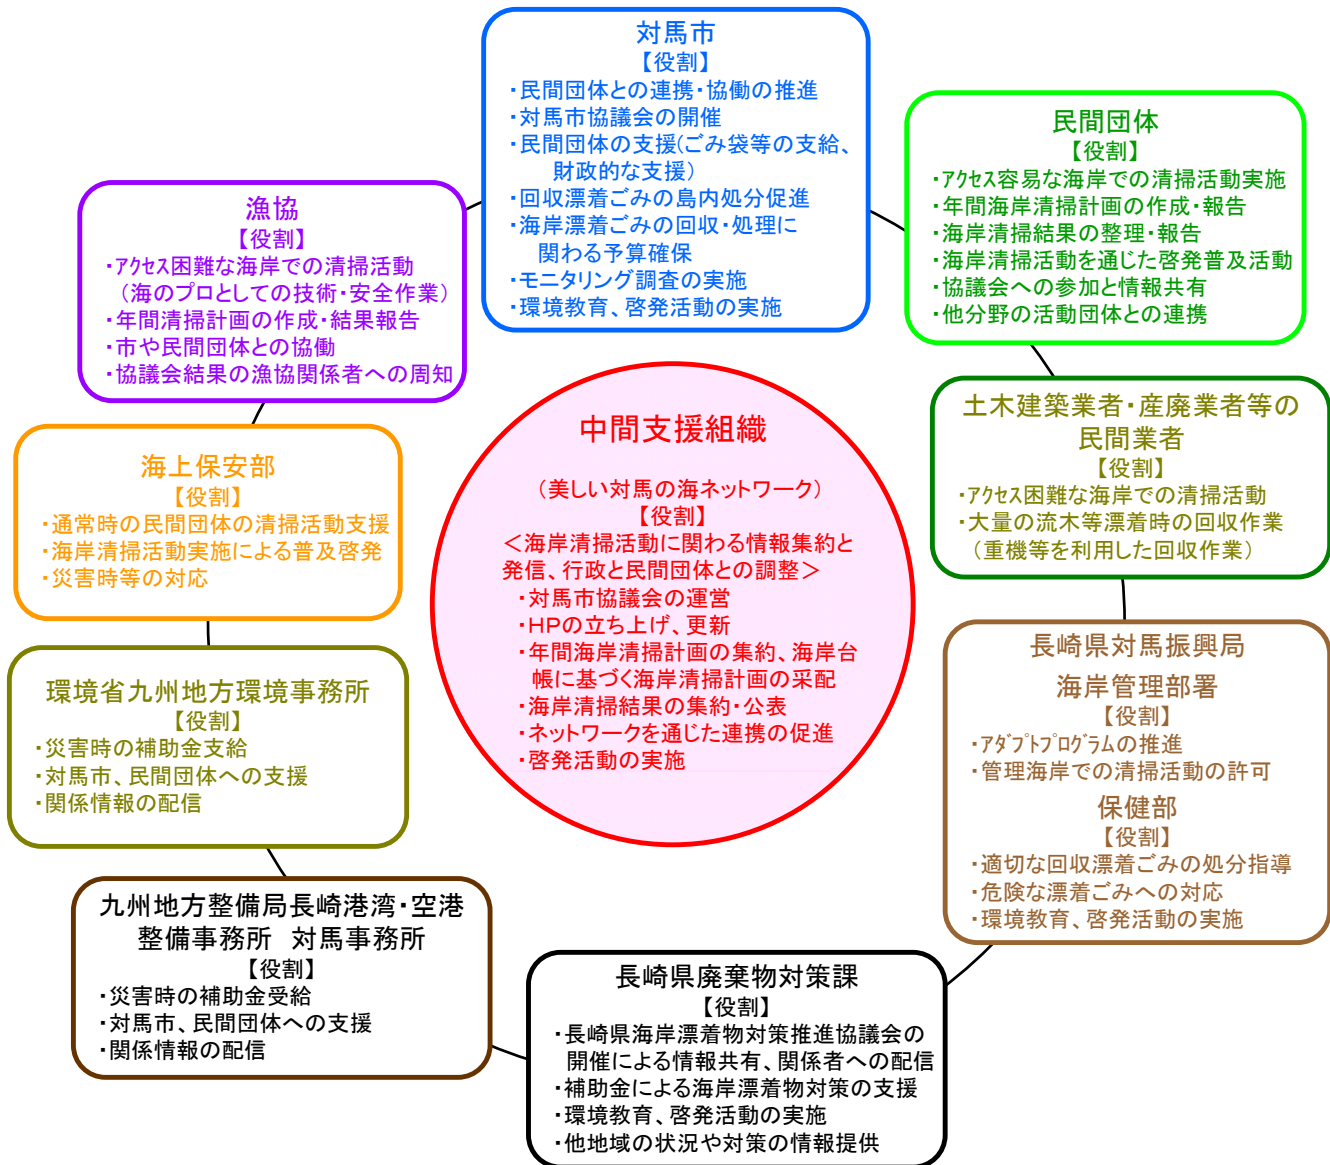 対馬市
【役割】
・民間団体との連携・協働の推進
・対馬市協議会の開催
・民間団体の支援(ごみ袋等の支給、
財政的な支援)
・回収漂着ごみの島内処分促進
・海岸漂着ごみの回収・処理に
関わる予算確保
・モニタリング調査の実施
・環境教育、啓発活動の実施
民間団体
【役割】
・アクセス容易な海岸での清掃活動実施
・年間海岸清掃計画の作成・報告
・海岸清掃結果の整理・報告
・海岸清掃活動を通じた啓発普及活動
・協議会への参加と情報共有
・他分野の活動団体との連携
漁協
【役割】
・アクセス困難な海岸での清掃活動
（海のプロとしての技術・安全作業）
・年間清掃計画の作成・結果報告
・市や民間団体との協働
・協議会結果の漁協関係者への周知
土木建築業者・産廃業者等の
民間業者
【役割】
・アクセス困難な海岸での清掃活動
・大量の流木等漂着時の回収作業
（重機等を利用した回収作業）
中間支援組織
（美しい対馬の海ネットワーク）
【役割】
＜海岸清掃活動に関わる情報集約と
発信、行政と民間団体との調整＞
・対馬市協議会の運営
・HPの立ち上げ、更新
・年間海岸清掃計画の集約、海岸台
帳に基づく海岸清掃計画の采配
・海岸清掃結果の集約・公表
・ネットワークを通じた連携の促進
・啓発活動の実施
海上保安部
【役割】
・通常時の民間団体の清掃活動支援
・海岸清掃活動実施による普及啓発
・災害時等の対応
長崎県対馬振興局
海岸管理部署
【役割】
・アダプトプログラムの推進
・管理海岸での清掃活動の許可
保健部
【役割】
・適切な回収漂着ごみの処分指導
・危険な漂着ごみへの対応
・環境教育、啓発活動の実施
環境省九州地方環境事務所
【役割】
・災害時の補助金支給
・対馬市、民間団体への支援
・関係情報の配信
九州地方整備局長崎港湾・空港
整備事務所　対馬事務所
【役割】
・災害時の補助金受給
・対馬市、民間団体への支援
・関係情報の配信
長崎県廃棄物対策課
【役割】
・長崎県海岸漂着物対策推進協議会の
開催による情報共有、関係者への配信
・補助金による海岸漂着物対策の支援
・環境教育、啓発活動の実施
・他地域の状況や対策の情報提供